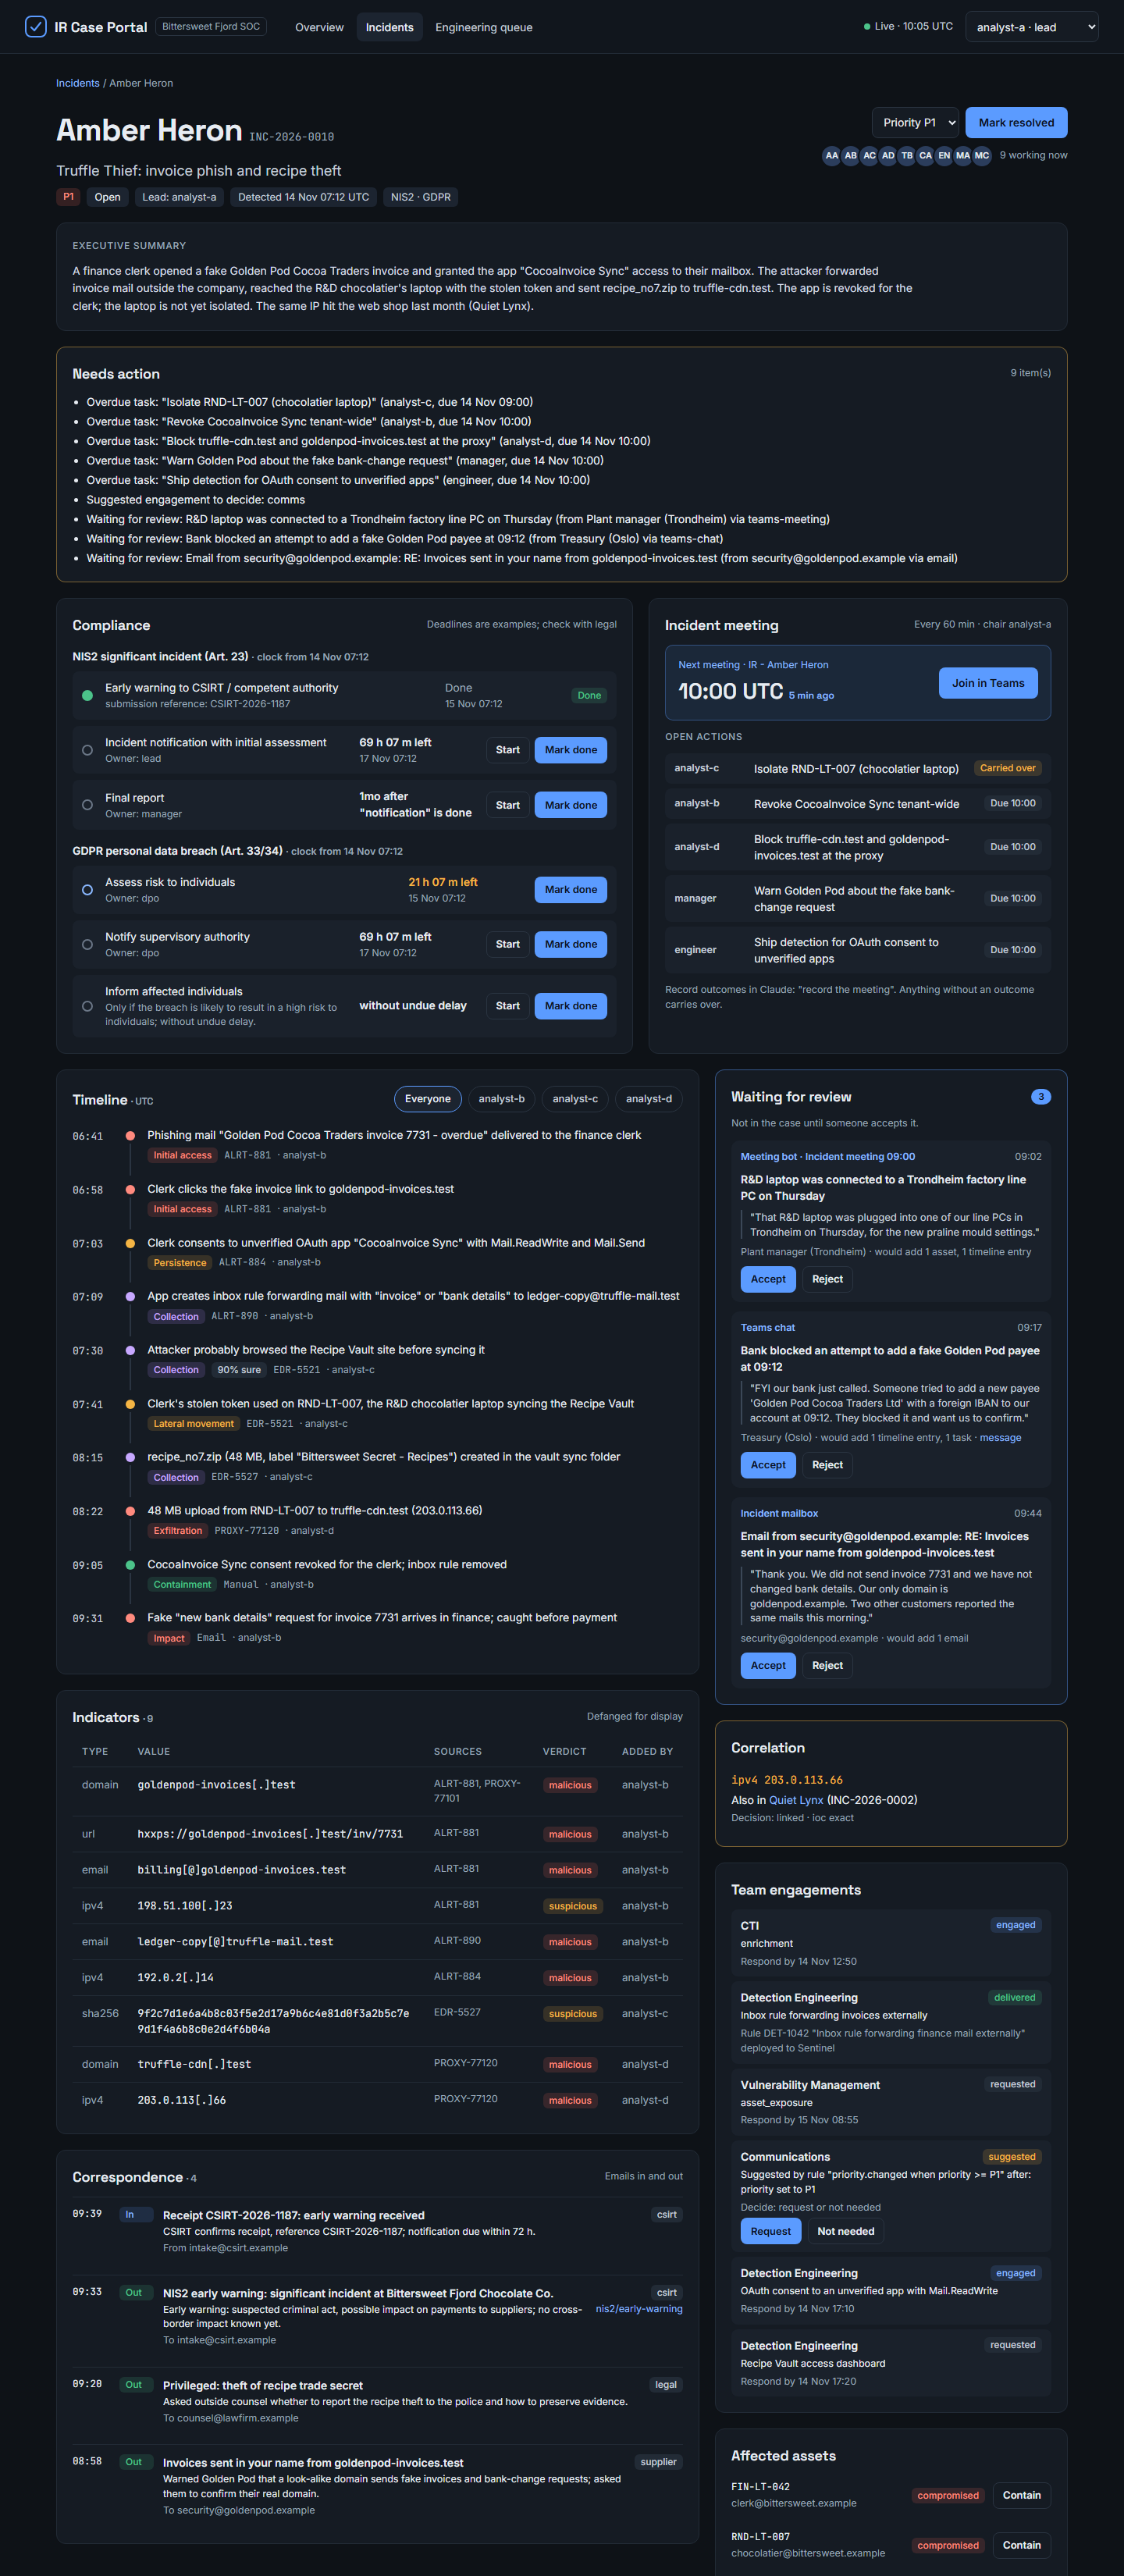 IR Case Portal
Bittersweet Fjord SOC
Overview
Incidents
Engineering queue
Live · 10:05 UTC
analyst-a · lead
Incidents / Amber Heron
Amber Heron INC-2026-0010
Priority P1
Mark resolved
AA AB AC AD TB CA EN MA MC 9 working now
Truffle Thief: invoice phish and recipe theft
P1
Open
Lead: analyst-a
Detected 14 Nov 07:12 UTC
NIS2 · GDPR
EXECUTIVE SUMMARY
A finance clerk opened a fake Golden Pod Cocoa Traders invoice and granted the app "CocoaInvoice Sync" access to their mailbox. The attacker forwarded
invoice mail outside the company, reached the R&D chocolatier's laptop with the stolen token and sent recipe_no7.zip to truffle-cdn.test. The app is revoked for the
clerk; the laptop is not yet isolated. The same IP hit the web shop last month (Quiet Lynx).
Needs action
9 item(s)
• Overdue task: "Isolate RND-LT-007 (chocolatier laptop)" (analyst-c, due 14 Nov 09:00)
• Overdue task: "Revoke CocoaInvoice Sync tenant-wide" (analyst-b, due 14 Nov 10:00)
• Overdue task: "Block truffle-cdn.test and goldenpod-invoices.test at the proxy" (analyst-d, due 14 Nov 10:00)
• Overdue task: "Warn Golden Pod about the fake bank-change request" (manager, due 14 Nov 10:00)
• Overdue task: "Ship detection for OAuth consent to unverified apps" (engineer, due 14 Nov 10:00)
• Suggested engagement to decide: comms
• Waiting for review: R&D laptop was connected to a Trondheim factory line PC on Thursday (from Plant manager (Trondheim) via teams-meeting)
• Waiting for review: Bank blocked an attempt to add a fake Golden Pod payee at 09:12 (from Treasury (Oslo) via teams-chat)
• Waiting for review: Email from security@goldenpod.example: RE: Invoices sent in your name from goldenpod-invoices.test (from security@goldenpod.example via email)
Compliance
Deadlines are examples; check with legal
NIS2 significant incident (Art. 23) · clock from 14 Nov 07:12
Early warning to CSIRT / competent authority
submission reference: CSIRT-2026-1187
Done
15 Nov 07:12
Done
Incident notification with initial assessment
Owner: lead
69 h 07 m left
17 Nov 07:12
Start
Mark done
Final report
Owner: manager
1mo after
"notification" is done
Start
Mark done
GDPR personal data breach (Art. 33/34) · clock from 14 Nov 07:12
Assess risk to individuals
Owner: dpo
21 h 07 m left
15 Nov 07:12
Mark done
Notify supervisory authority
Owner: dpo
69 h 07 m left
17 Nov 07:12
Start
Mark done
Inform affected individuals
Only if the breach is likely to result in a high risk to
individuals; without undue delay.
without undue delay
Start
Mark done
Incident meeting
Every 60 min · chair analyst-a
Next meeting · IR - Amber Heron
10:00 UTC 5 min ago
Join in Teams
OPEN ACTIONS
analyst-c
Isolate RND-LT-007 (chocolatier laptop)
Carried over
analyst-b
Revoke CocoaInvoice Sync tenant-wide
Due 10:00
analyst-d
Block truffle-cdn.test and goldenpod-
invoices.test at the proxy
Due 10:00
manager
Warn Golden Pod about the fake bank-
change request
Due 10:00
engineer
Ship detection for OAuth consent to
unverified apps
Due 10:00
Record outcomes in Claude: "record the meeting". Anything without an outcome
carries over.
Timeline · UTC
Everyone
analyst-b
analyst-c
analyst-d
06:41
Phishing mail "Golden Pod Cocoa Traders invoice 7731 - overdue" delivered to the finance clerk
Initial access ALRT-881 · analyst-b
06:58
Clerk clicks the fake invoice link to goldenpod-invoices.test
Initial access ALRT-881 · analyst-b
07:03
Clerk consents to unverified OAuth app "CocoaInvoice Sync" with Mail.ReadWrite and Mail.Send
Persistence ALRT-884 · analyst-b
07:09
App creates inbox rule forwarding mail with "invoice" or "bank details" to ledger-copy@truffle-mail.test
Collection ALRT-890 · analyst-b
07:30
Attacker probably browsed the Recipe Vault site before syncing it
Collection 90% sure EDR-5521 · analyst-c
07:41
Clerk's stolen token used on RND-LT-007, the R&D chocolatier laptop syncing the Recipe Vault
Lateral movement EDR-5521 · analyst-c
08:15
recipe_no7.zip (48 MB, label "Bittersweet Secret - Recipes") created in the vault sync folder
Collection EDR-5527 · analyst-c
08:22
48 MB upload from RND-LT-007 to truffle-cdn.test (203.0.113.66)
Exfiltration PROXY-77120 · analyst-d
09:05
CocoaInvoice Sync consent revoked for the clerk; inbox rule removed
Containment Manual · analyst-b
09:31
Fake "new bank details" request for invoice 7731 arrives in finance; caught before payment
Impact Email · analyst-b
Waiting for review
3
Not in the case until someone accepts it.
Meeting bot · Incident meeting 09:00
09:02
R&D laptop was connected to a Trondheim factory line
PC on Thursday
"That R&D laptop was plugged into one of our line PCs in
Trondheim on Thursday, for the new praline mould settings."
Plant manager (Trondheim) · would add 1 asset, 1 timeline entry
Accept
Reject
Teams chat
09:17
Bank blocked an attempt to add a fake Golden Pod payee
at 09:12
"FYI our bank just called. Someone tried to add a new payee
'Golden Pod Cocoa Traders Ltd' with a foreign IBAN to our
account at 09:12. They blocked it and want us to confirm."
Treasury (Oslo) · would add 1 timeline entry, 1 task · message
Accept
Reject
Incident mailbox
09:44
Email from security@goldenpod.example: RE: Invoices
sent in your name from goldenpod-invoices.test
"Thank you. We did not send invoice 7731 and we have not
changed bank details. Our only domain is
goldenpod.example. Two other customers reported the
same mails this morning."
security@goldenpod.example · would add 1 email
Accept
Reject
Indicators · 9
Defanged for display
TYPE VALUE SOURCES VERDICT ADDED BY
domain goldenpod-invoices[.]test ALRT-881, PROXY-
77101 malicious analyst-b
url hxxps://goldenpod-invoices[.]test/inv/7731 ALRT-881 malicious analyst-b
email billing[@]goldenpod-invoices.test ALRT-881 malicious analyst-b
ipv4 198.51.100[.]23 ALRT-881 suspicious analyst-b
email ledger-copy[@]truffle-mail.test ALRT-890 malicious analyst-b
ipv4 192.0.2[.]14 ALRT-884 malicious analyst-b
sha256 9f2c7d1e6a4b8c03f5e2d17a9b6c4e81d0f3a2b5c7e
9d1f4a6b8c0e2d4f6b04a EDR-5527 suspicious analyst-c
domain truffle-cdn[.]test PROXY-77120 malicious analyst-d
ipv4 203.0.113[.]66 PROXY-77120 malicious analyst-d
Correlation
ipv4 203.0.113.66
Also in Quiet Lynx (INC-2026-0002)
Decision: linked · ioc exact
Team engagements
CTI
engaged
enrichment
Respond by 14 Nov 12:50
Detection Engineering
delivered
Inbox rule forwarding invoices externally
Rule DET-1042 "Inbox rule forwarding finance mail externally"
deployed to Sentinel
Vulnerability Management
requested
asset_exposure
Respond by 15 Nov 08:55
Communications
suggested
Suggested by rule "priority.changed when priority >= P1" after:
priority set to P1
Decide: request or not needed
Request
Not needed
Detection Engineering
engaged
OAuth consent to an unverified app with Mail.ReadWrite
Respond by 14 Nov 17:10
Detection Engineering
requested
Recipe Vault access dashboard
Respond by 14 Nov 17:20
Correspondence · 4
Emails in and out
09:39
In
Receipt CSIRT-2026-1187: early warning received
csirt
CSIRT confirms receipt, reference CSIRT-2026-1187; notification due within 72 h.
From intake@csirt.example
09:33
Out
NIS2 early warning: significant incident at Bittersweet Fjord Chocolate Co.
csirt
Early warning: suspected criminal act, possible impact on payments to suppliers; no cross-
border impact known yet.
nis2/early-warning
To intake@csirt.example
09:20
Out
Privileged: theft of recipe trade secret
legal
Asked outside counsel whether to report the recipe theft to the police and how to preserve evidence.
To counsel@lawfirm.example
08:58
Out
Invoices sent in your name from goldenpod-invoices.test
supplier
Warned Golden Pod that a look-alike domain sends fake invoices and bank-change requests; asked
them to confirm their real domain.
To security@goldenpod.example
Affected assets
FIN-LT-042
clerk@bittersweet.example
compromised
Contain
RND-LT-007
chocolatier@bittersweet.example
compromised
Contain